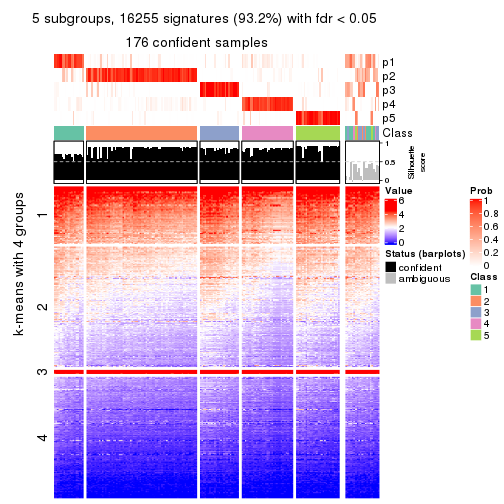 5 subgroups, 16255 signatures (93.2%) with fdr < 0.05
176 confident samples
p1
p2
p3
p4
p5
Class
1
0.5
0
Silhouette
score
k-means with 4 groups
1
2
3
4
Value
6
4
2
0
Status (barplots)
confident
ambiguous
Prob
1
0.8
0.6
0.4
0.2
0
Class
1
2
3
4
5